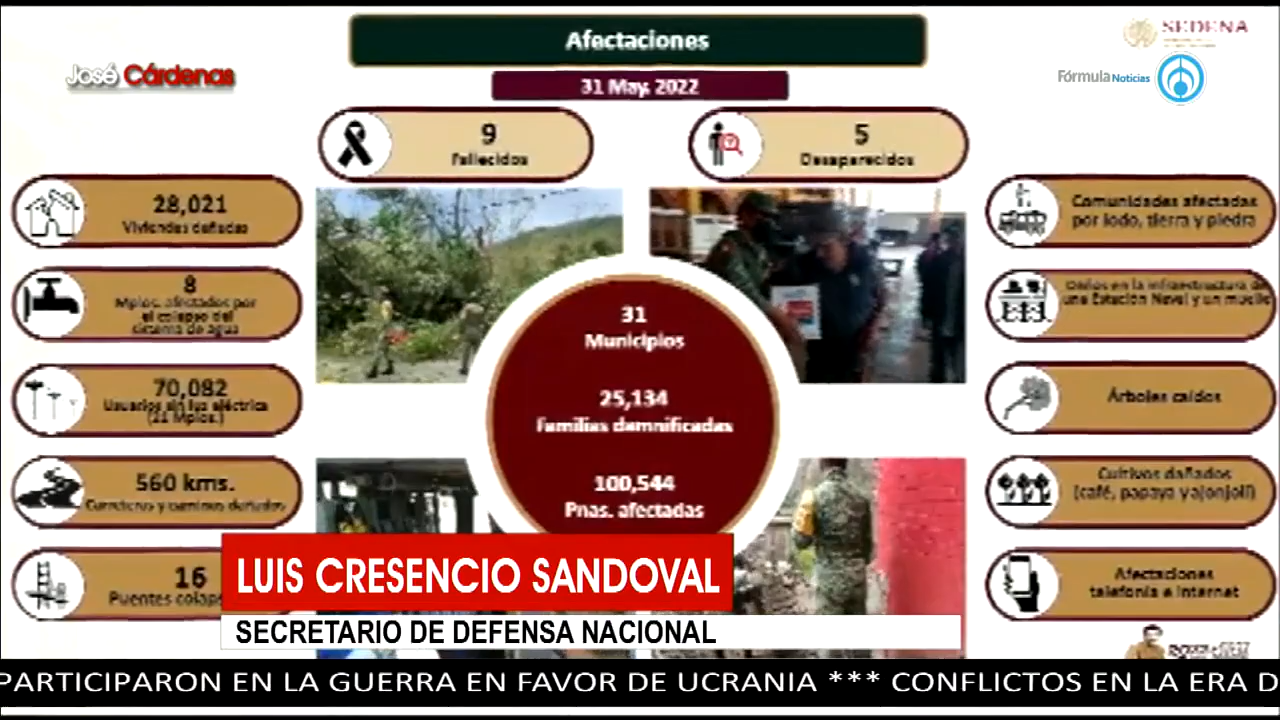 Afectaciones
SEDENA
José Cárdenas
Fórmula Noticias
31 May. 2022
9
Fallecidos
5
Desaparecidos
28,021
Viviendas dañadas
8
Mpios. afectados por
el colapso del
sistema de agua
70,082
Usuarios sin luz eléctrica
(11 Mpios.)
560 kms.
Carreteras y caminos dañados
16
Puentes colaps
31
Municipios
25,134
Familias damnificadas
100,544
Pnas. afectadas
Comunidades afectadas
por lodo, tierra y piedra
Daños en la infraestructura de
una Estación Naval y un muelle
Árboles caídos
Cultivos dañados
(café, papaya y ajonjolí)
Afectaciones
telefonía e internet
LUIS CRESENCIO SANDOVAL
SECRETARIO DE DEFENSA NACIONAL
PARTICIPARON EN LA GUERRA EN FAVOR DE UCRANIA *** CONFLICTOS EN LA ERA D